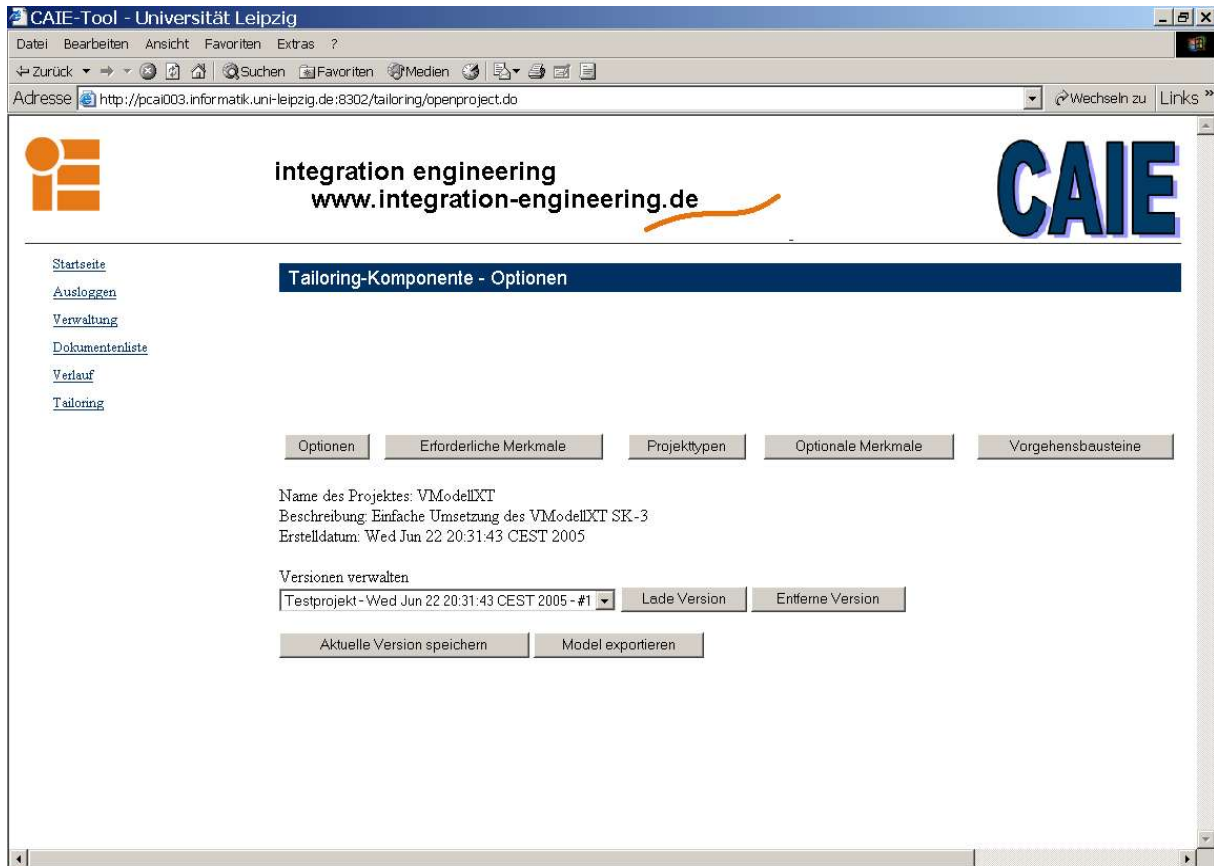 CAIE-Tool - Universität Leipzig
Datei Bearbeiten Ansicht Favoriten Extras ?
Zurück Suchen Favoriten Medien
Adresse http://pcai003.informatik.uni-leipzig.de:8302/tailoring/openproject.do Wechseln zu Links »
integration engineering
www.integration-engineering.de
CAIE
Startseite
Ausloggen
Verwaltung
Dokumentenliste
Verlauf
Tailoring
Tailoring-Komponente - Optionen
Optionen Erforderliche Merkmale Projekttypen Optionale Merkmale Vorgehensbausteine
Name des Projektes: VModellXT
Beschreibung: Einfache Umsetzung des VModellXT SK-3
Erstelldatum: Wed Jun 22 20:31:43 CEST 2005
Versionen verwalten
Testprojekt - Wed Jun 22 20:31:43 CEST 2005 - #1 Lade Version Entferne Version
Aktuelle Version speichern Model exportieren